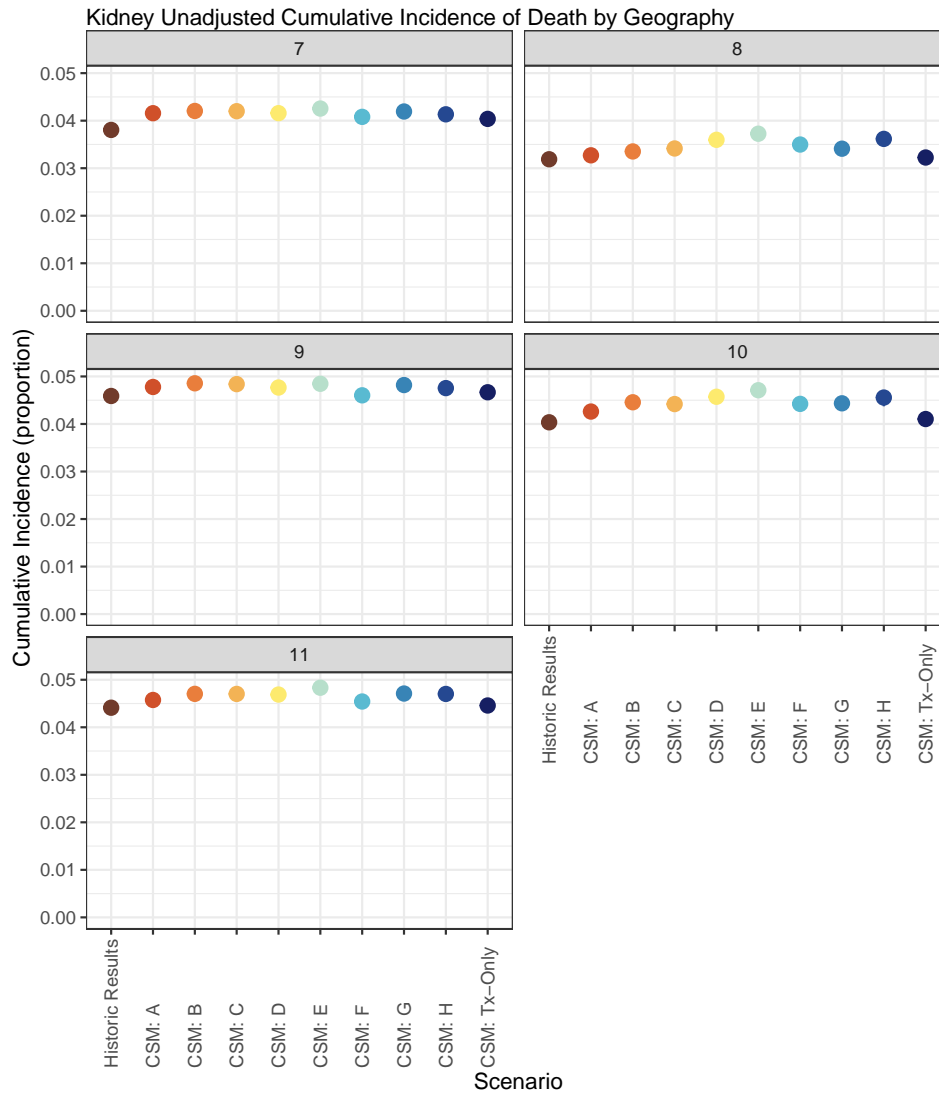 Kidney Unadjusted Cumulative Incidence of Death by Geography
7
8
0.05
0.04
0.03
0.02
0.01
0.00
9
10
0.05
0.04
0.03
0.02
0.01
0.00
11
0.05
0.04
0.03
0.02
0.01
0.00
Cumulative Incidence (proportion)
Historic Results
CSM: A
CSM: B
CSM: C
CSM: D
CSM: E
CSM: F
CSM: G
CSM: H
CSM: Tx−Only
Historic Results
CSM: A
CSM: B
CSM: C
CSM: D
CSM: E
CSM: F
CSM: G
CSM: H
CSM: Tx−Only
Scenario